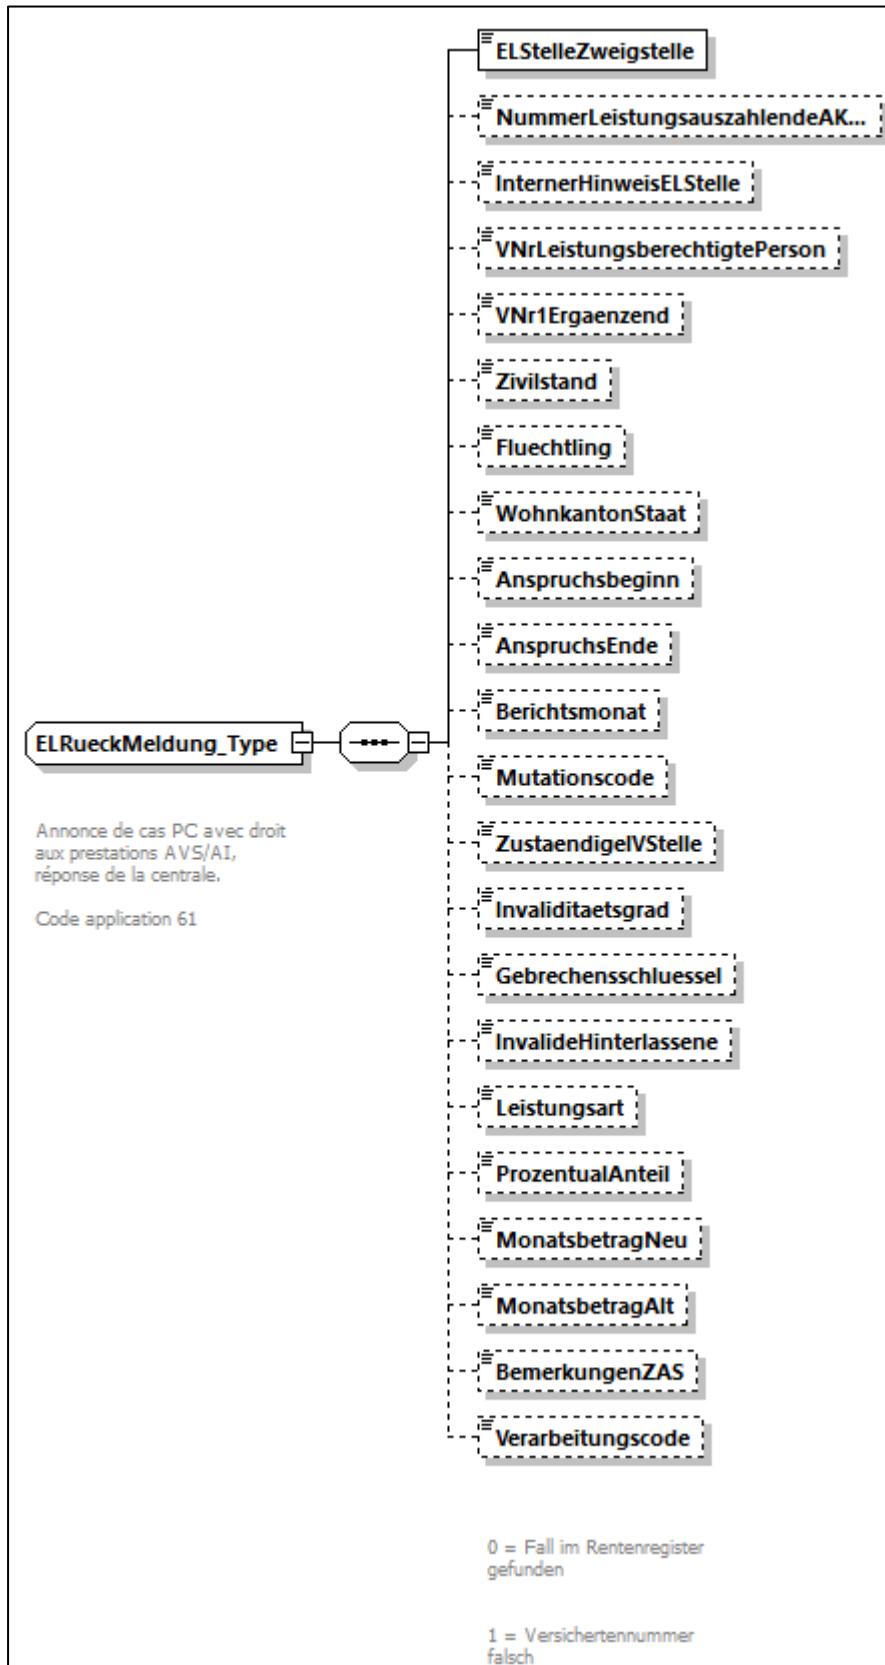 ELStelleZweigstelle
NummerLeistungsauszahlendeAK...
InternerHinweisELStelle
VNrLeistungsberechtigtePerson
VNr1Ergaenzend
Zivilstand
Fluechtling
WohnkantonStaat
Anspruchsbeginn
AnspruchsEnde
Berichtsmonat
ELRueckMeldung_Type
Annonce de cas PC avec droit
aux prestations AVS/AI,
réponse de la centrale.
Code application 61
Mutationscode
ZustaendigeIVStelle
Invaliditaetsgrad
Gebrechensschluessel
InvalideHinterlassene
Leistungsart
ProzentualAnteil
MonatsbetragNeu
MonatsbetragAlt
BemerkungenZAS
Verarbeitungscode
0 = Fall im Rentenregister
gefunden
1 = Versichertennummer
falsch